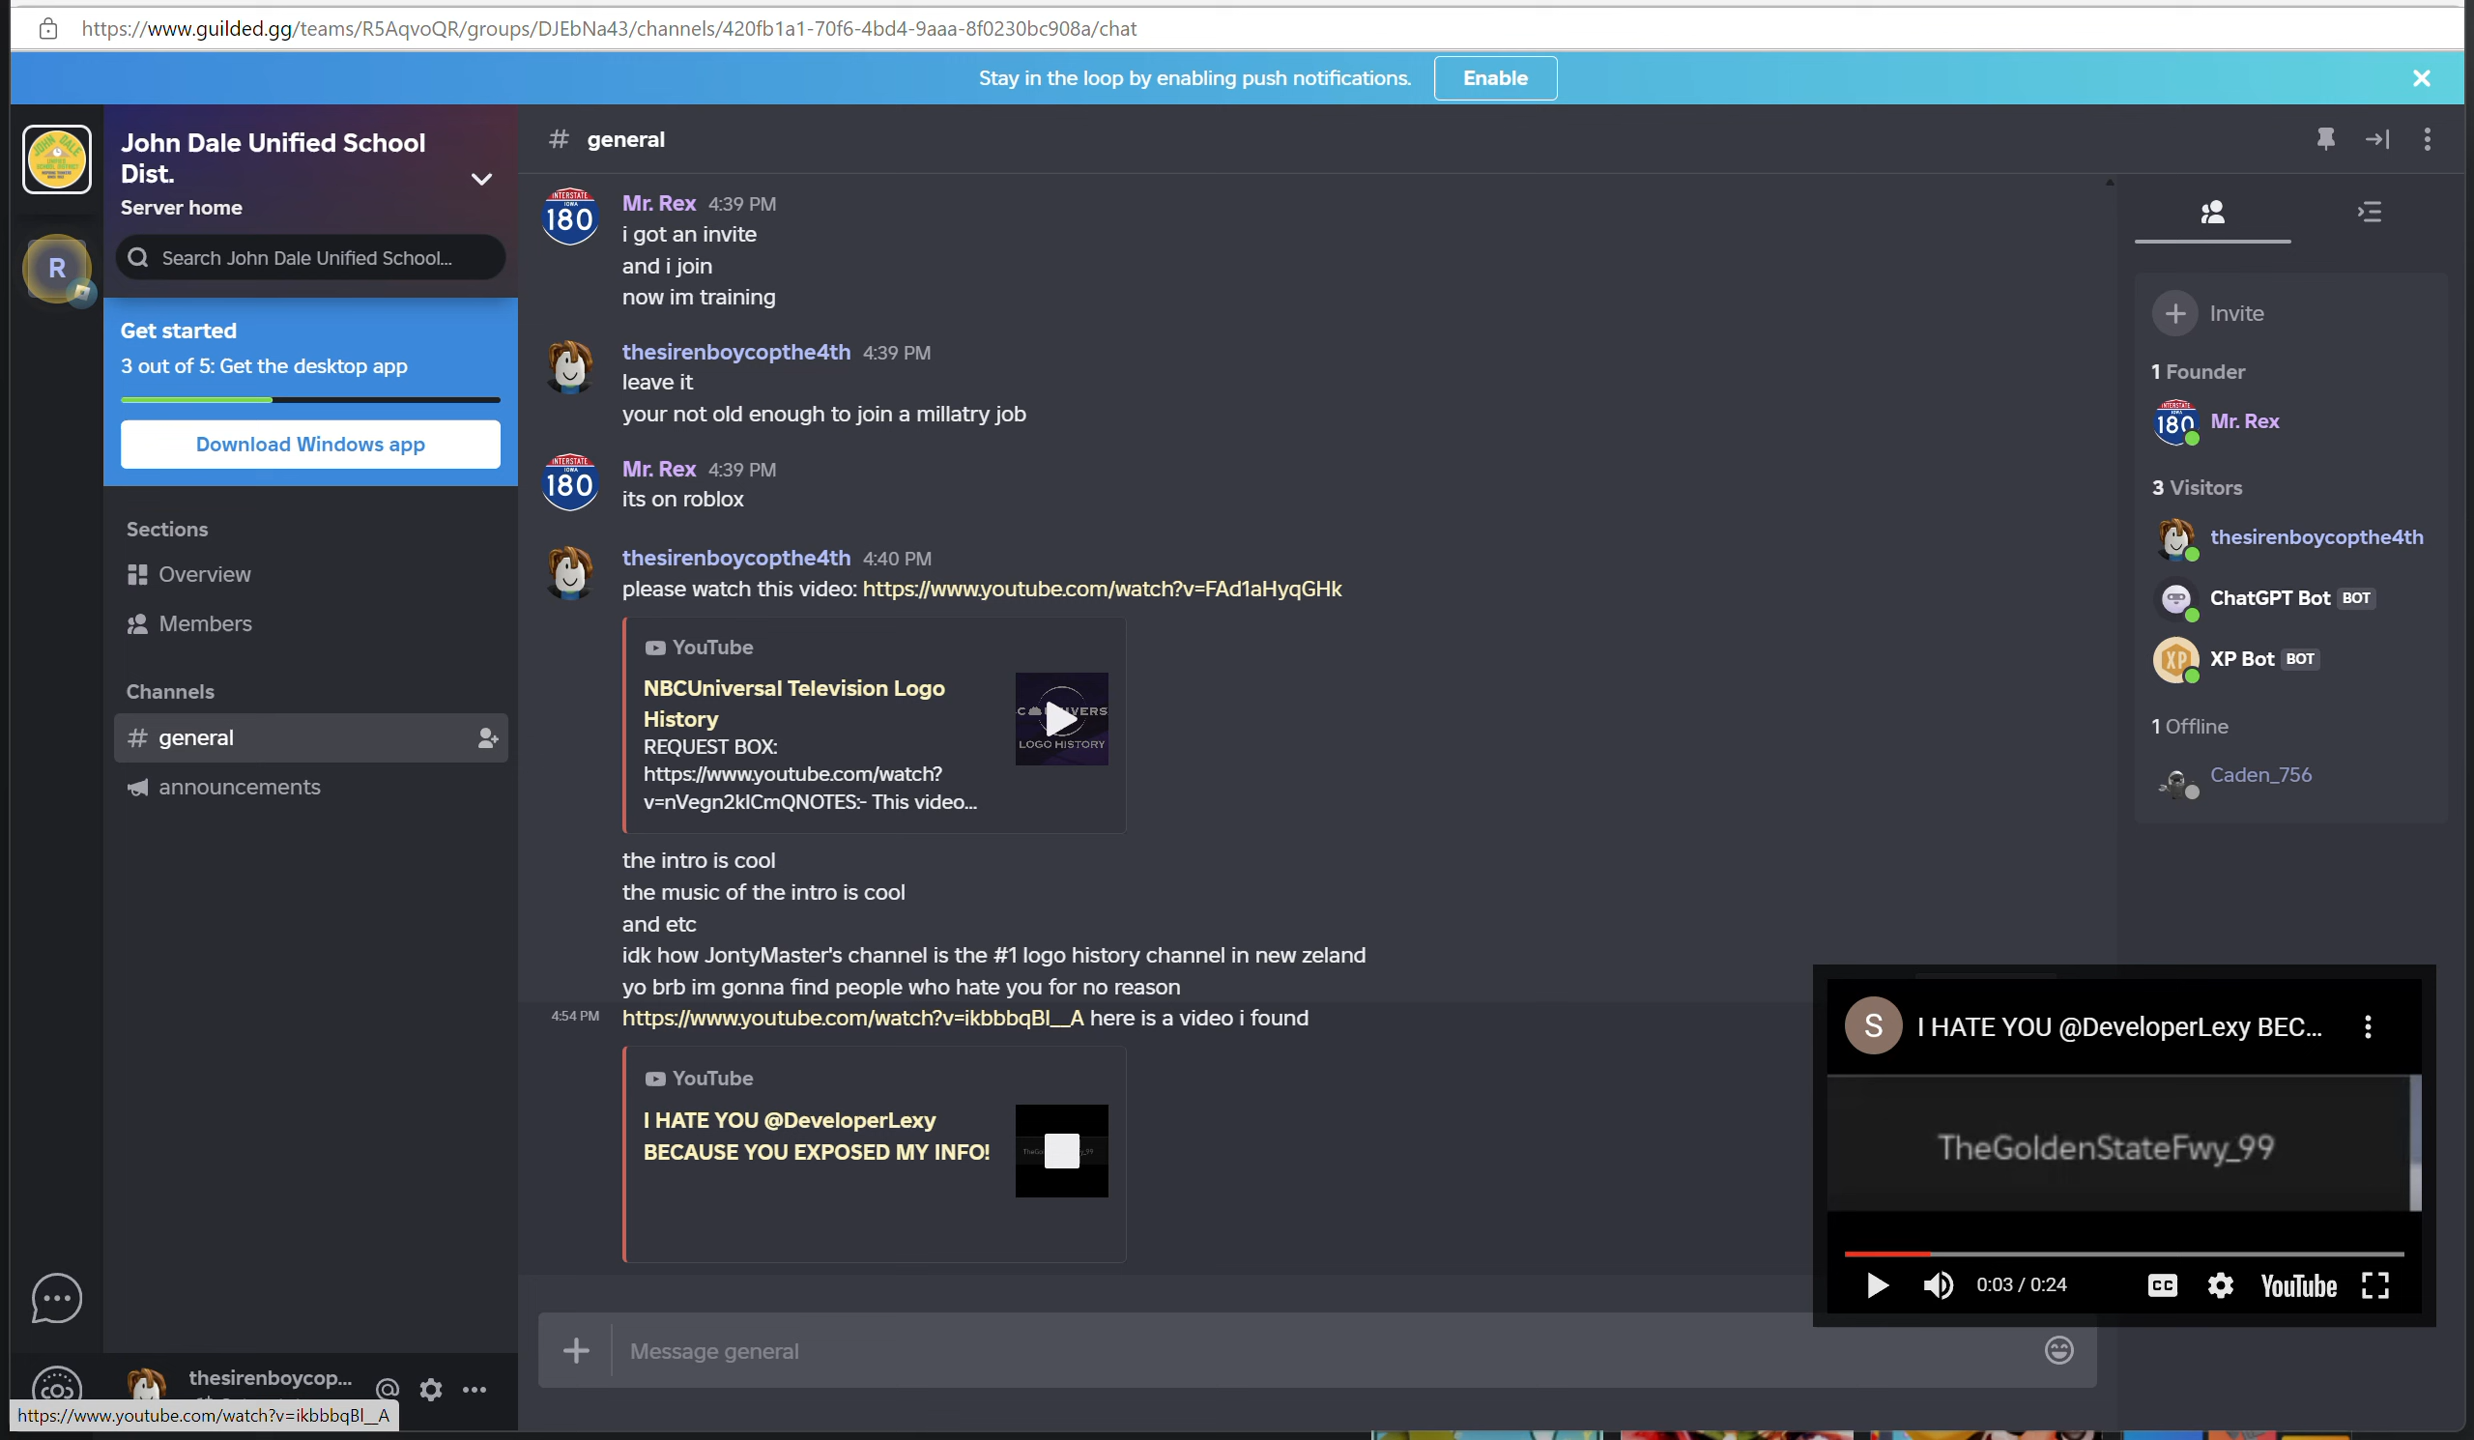 https://www.guilded.gg/teams/R5AqvoQR/groups/DJEbNa43/channels/420fb1a1-70f6-4bd4-9aaa-8f0230bc908a/chat
Stay in the loop by enabling push notifications.
Enable
John Dale Unified School
Dist.
Server home
Search John Dale Unified School...
R
Get started
3 out of 5: Get the desktop app
Download Windows app
Sections
Overview
Members
Channels
# general
announcements
# general
INTERSTATE
IOWA
180
Mr. Rex 4:39 PM
i got an invite
and i join
now im training
thesirenboycopthe4th 4:39 PM
leave it
your not old enough to join a millatry job
INTERSTATE
IOWA
180
Mr. Rex 4:39 PM
its on roblox
thesirenboycopthe4th 4:40 PM
please watch this video: https://www.youtube.com/watch?v=FAd1aHyqGHk
YouTube
NBCUniversal Television Logo
History
REQUEST BOX:
https://www.youtube.com/watch?
v=nVegn2kICmQNOTES:- This video...
LOGO HISTORY
the intro is cool
the music of the intro is cool
and etc
idk how JontyMaster's channel is the #1 logo history channel in new zeland
yo brb im gonna find people who hate you for no reason
4:54 PM https://www.youtube.com/watch?v=ikbbbqBl__A here is a video i found
YouTube
I HATE YOU @DeveloperLexy
BECAUSE YOU EXPOSED MY INFO!
Message general
Invite
1 Founder
INTERSTATE
180
Mr. Rex
3 Visitors
thesirenboycopthe4th
ChatGPT Bot BOT
XP
XP Bot BOT
1 Offline
Caden_756
S
I HATE YOU @DeveloperLexy BEC...
TheGoldenStateFwy_99
0:03 / 0:24
CC
YouTube
thesirenboycop...
https://www.youtube.com/watch?v=ikbbbqBl__A